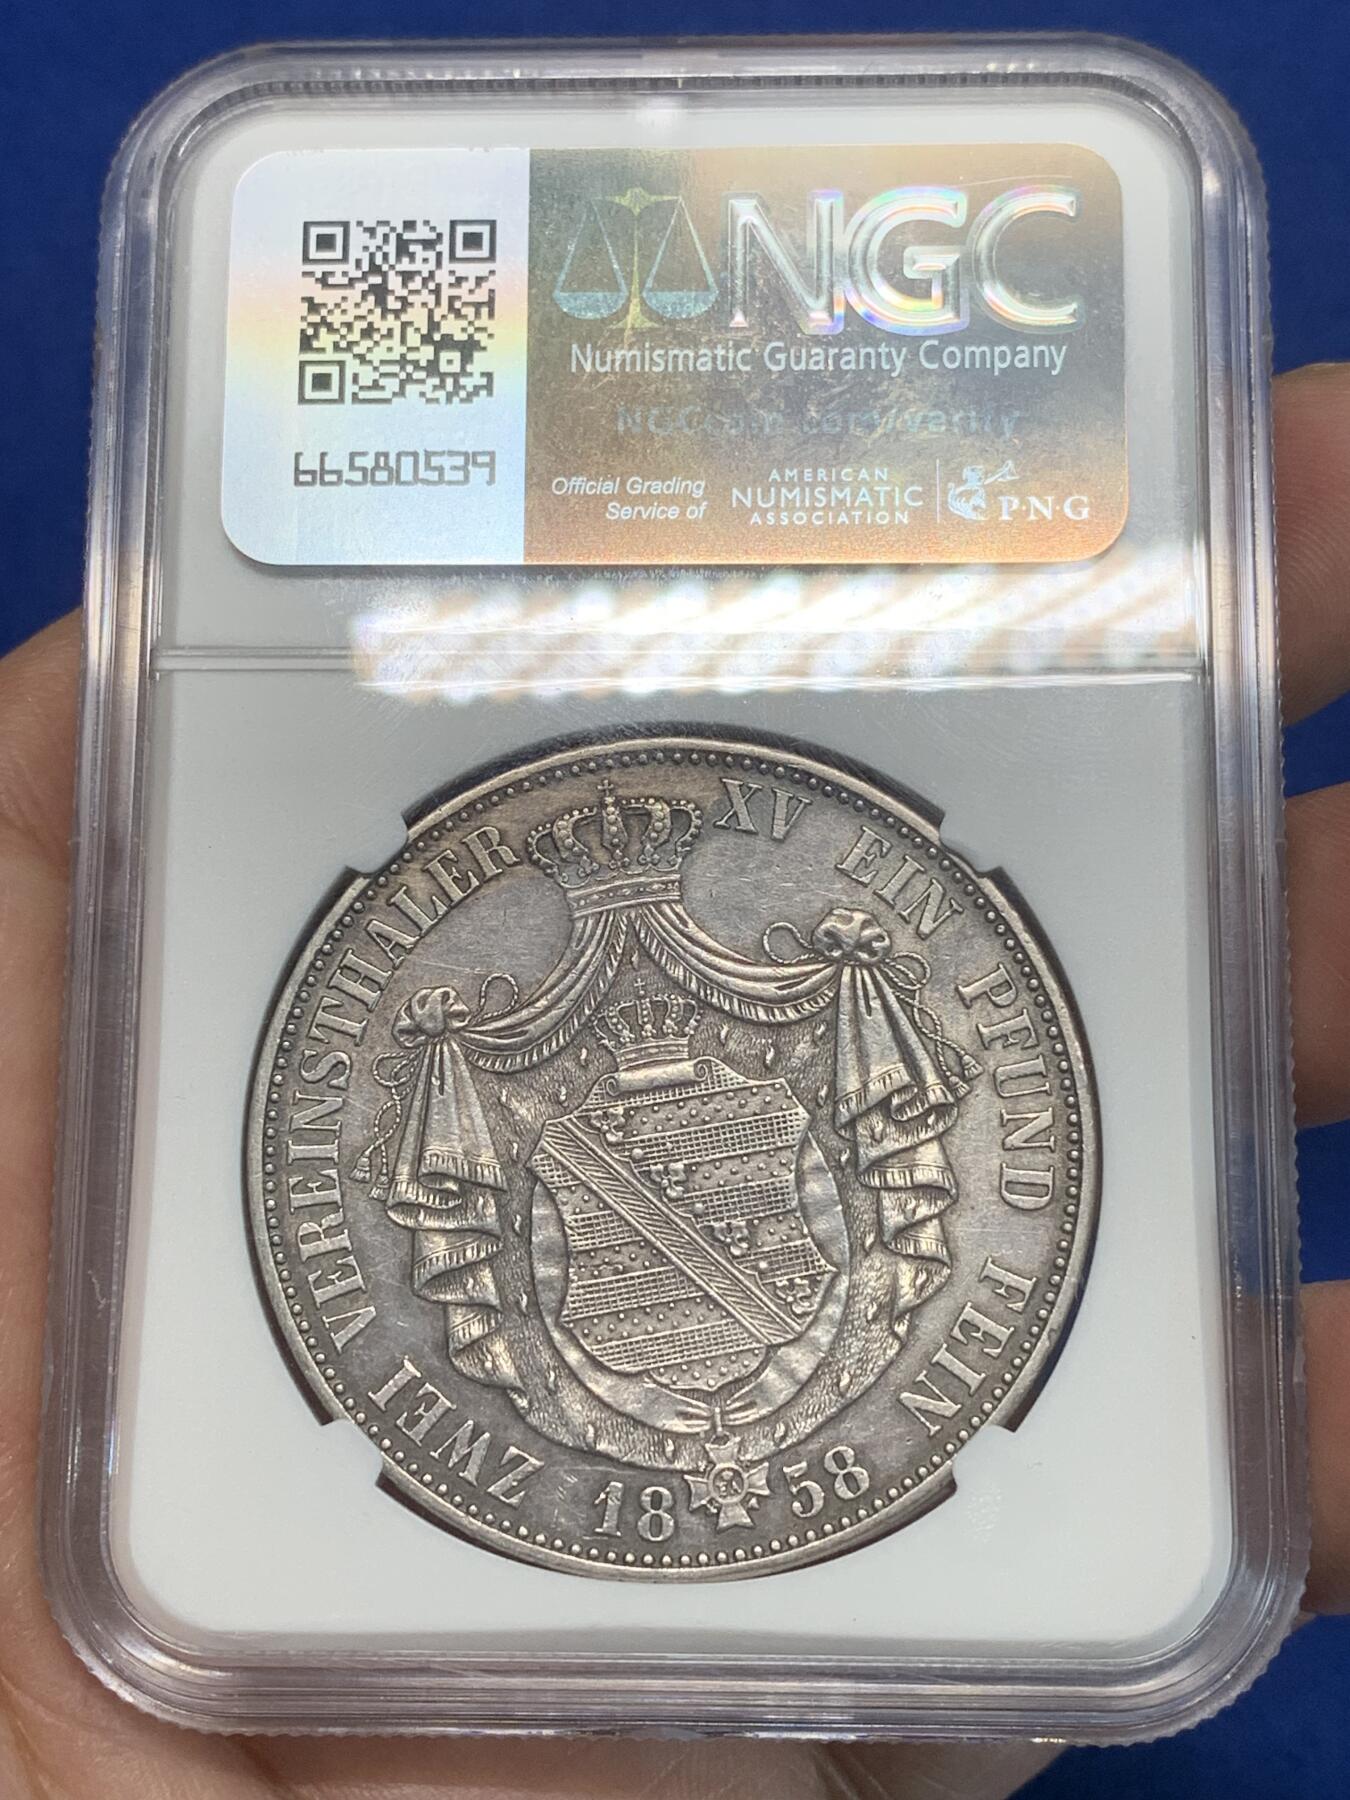 NGC
Numismatic Guaranty Company
66580539
Official Grading
Service of
AMERICAN
NUMISMATIC
ASSOCIATION
P·N·G
ZWEI VEREINSTHALER XV EIN PFUND FEIN
1858